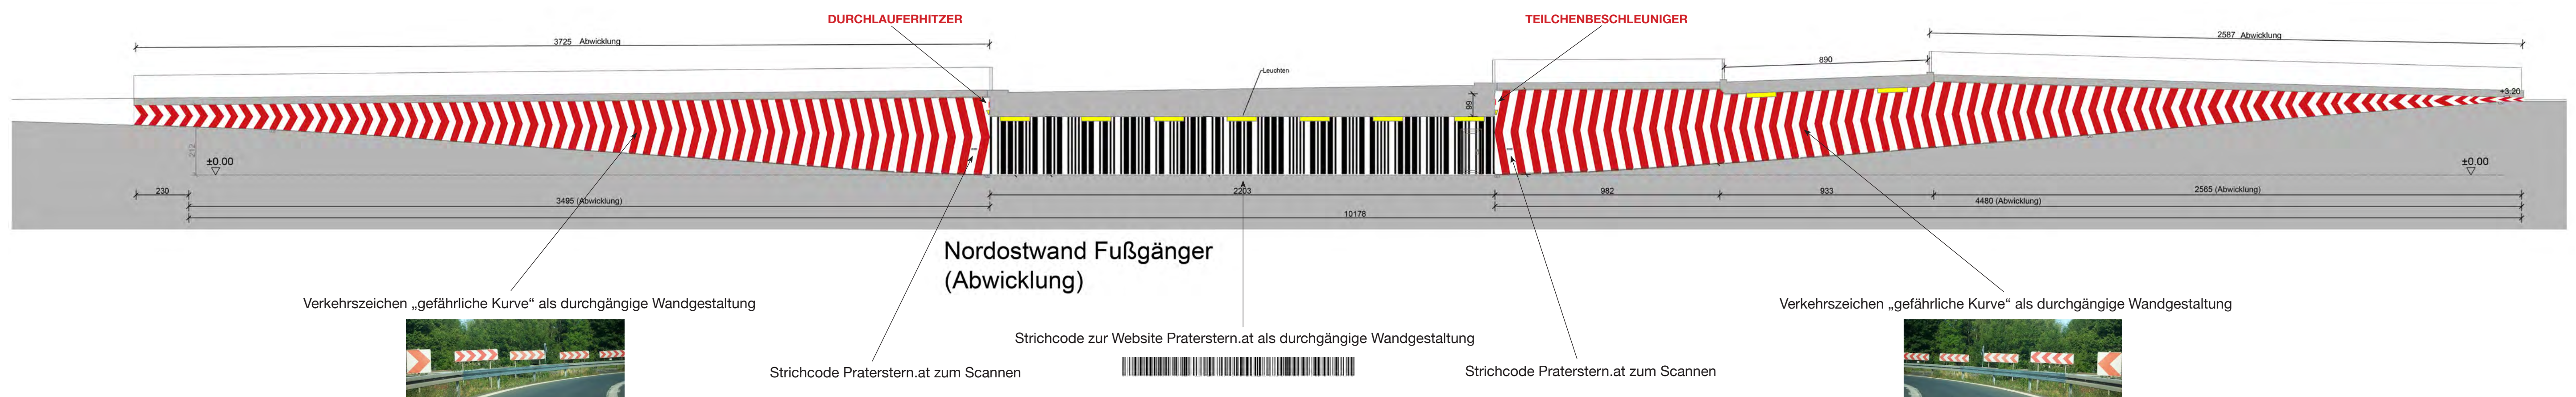 DURCHLAUFERHITZER
TEILCHENBESCHLEUNIGER
3725 Abwicklung
2587 Abwicklung
890
Leuchten
99
+3.20
212
±0.00
±0.00
230
2203
982
933
2565 (Abwicklung)
3495 (Abwicklung)
4480 (Abwicklung)
10178
Nordostwand Fußgänger
(Abwicklung)
Verkehrszeichen „gefährliche Kurve“ als durchgängige Wandgestaltung
Verkehrszeichen „gefährliche Kurve“ als durchgängige Wandgestaltung
Strichcode zur Website Praterstern.at als durchgängige Wandgestaltung
Strichcode Praterstern.at zum Scannen
Strichcode Praterstern.at zum Scannen